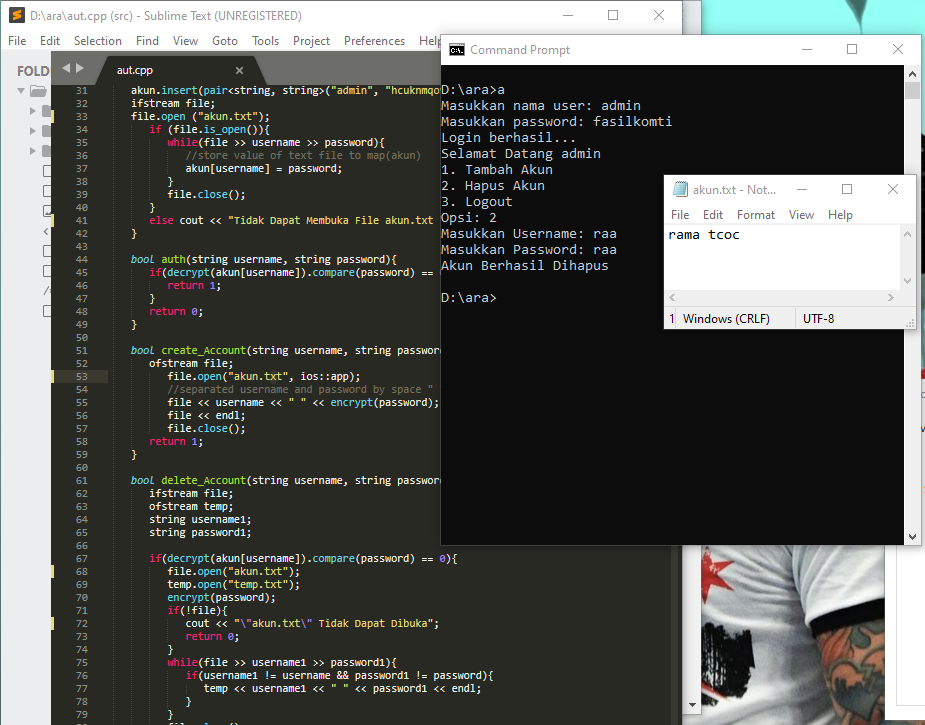 D:\ara\aut.cpp (src) - Sublime Text (UNREGISTERED)
File Edit Selection Find View Goto Tools Project Preferences Help
FOLD
aut.cpp
31 akun.insert(pair<string, string>("admin", "hcuknmqo
32 ifstream file;
33 file.open ("akun.txt");
34 if (file.is_open()){
35 while(file >> username >> password){
36 //store value of text file to map(akun)
37 akun[username] = password;
38 }
39 file.close();
40 }
41 else cout << "Tidak Dapat Membuka File akun.txt
42 }
43
44 bool auth(string username, string password){
45 if(decrypt(akun[username]).compare(password) ==
46 return 1;
47 }
48 return 0;
49 }
50
51 bool create_Account(string username, string passwor
52 ofstream file;
53 file.open("akun.txt", ios::app);
54 //separated username and password by space "
55 file << username << " " << encrypt(password);
56 file << endl;
57 file.close();
58 return 1;
59 }
60
61 bool delete_Account(string username, string passwor
62 ifstream file;
63 ofstream temp;
64 string username1;
65 string password1;
66
67 if(decrypt(akun[username]).compare(password) == 0){
68 file.open("akun.txt");
69 temp.open("temp.txt");
70 encrypt(password);
71 if(!file){
72 cout << "\"akun.txt\" Tidak Dapat Dibuka";
73 return 0;
74 }
75 while(file >> username1 >> password1){
76 if(username1 != username && password1 != password){
77 temp << username1 << " " << password1 << endl;
78 }
79 }
Command Prompt
D:\ara>a
Masukkan nama user: admin
Masukkan password: fasilkomti
Login berhasil...
Selamat Datang admin
1. Tambah Akun
2. Hapus Akun
3. Logout
Opsi: 2
Masukkan Username: raa
Masukkan Password: raa
Akun Berhasil Dihapus
D:\ara>
akun.txt - Not...
File Edit Format View Help
rama tcoc
1 Windows (CRLF) UTF-8